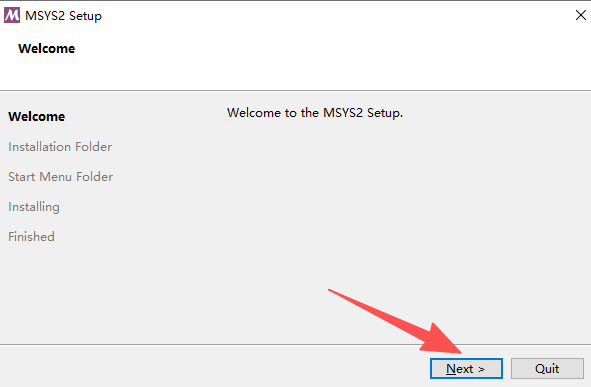 MSYS2 Setup
Welcome
Welcome
Welcome to the MSYS2 Setup.
Installation Folder
Start Menu Folder
Installing
Finished
Next >
Quit